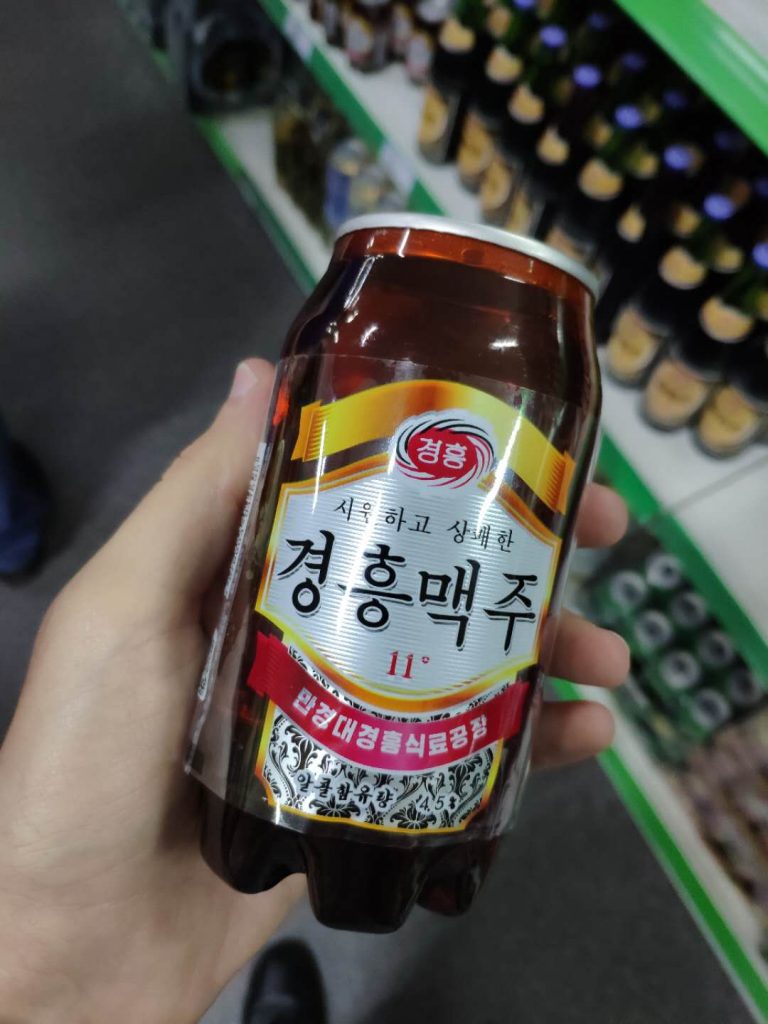 경흥
시원하고 상쾌한
경흥맥주
11°
만경대경흥식료공장
알콜함유량 4.5%